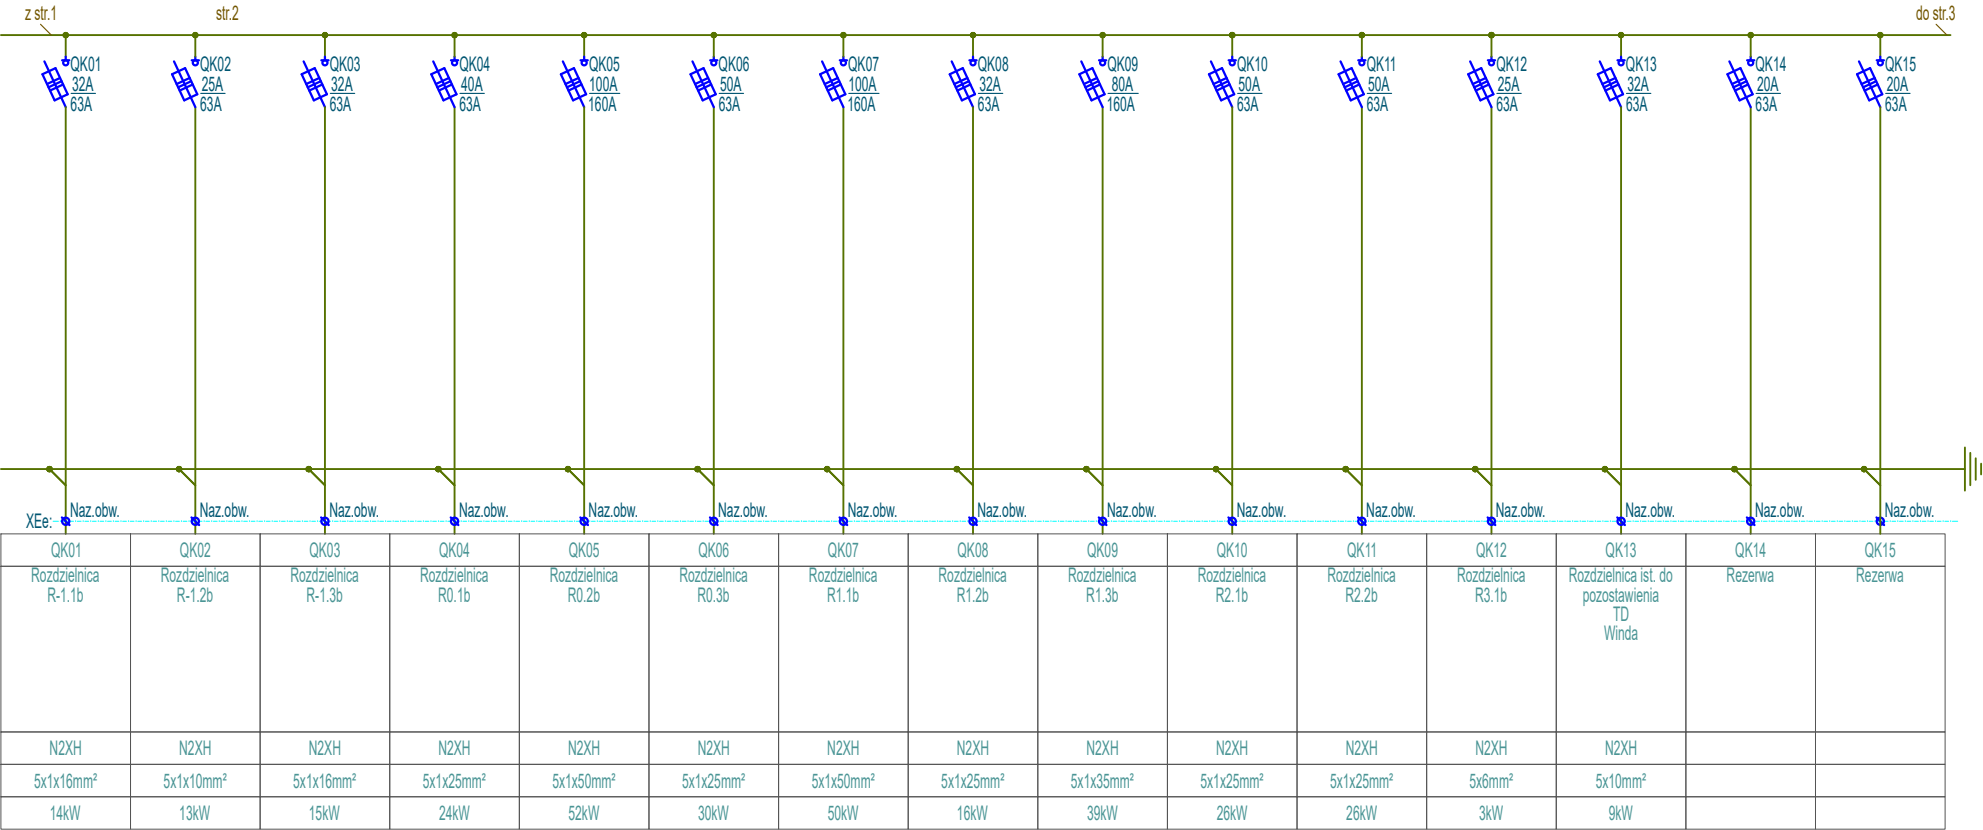 z str.1 str.2 do str.3
QK01 QK02 QK03 QK04 QK05 QK06 QK07 QK08 QK09 QK10 QK11 QK12 QK13 QK14 QK15
32A 25A 32A 40A 100A 50A 100A 32A 80A 50A 50A 25A 32A 20A 20A
63A 63A 63A 63A 160A 63A 160A 63A 160A 63A 63A 63A 63A 63A 63A
Naz.obw. Naz.obw. Naz.obw. Naz.obw. Naz.obw. Naz.obw. Naz.obw. Naz.obw. Naz.obw. Naz.obw. Naz.obw. Naz.obw. Naz.obw. Naz.obw. Naz.obw.
XEe:
QK01 QK02 QK03 QK04 QK05 QK06 QK07 QK08 QK09 QK10 QK11 QK12 QK13 QK14 QK15
Rozdzielnica Rozdzielnica Rozdzielnica Rozdzielnica Rozdzielnica Rozdzielnica Rozdzielnica Rozdzielnica Rozdzielnica Rozdzielnica Rozdzielnica Rozdzielnica Rozdzielnica ist. do Rezerwa Rezerwa
R-1.1b R-1.2b R-1.3b R0.1b R0.2b R0.3b R1.1b R1.2b R1.3b R2.1b R2.2b R3.1b pozostawienia
TD
Winda
N2XH N2XH N2XH N2XH N2XH N2XH N2XH N2XH N2XH N2XH N2XH N2XH N2XH
5x1x16mm² 5x1x10mm² 5x1x16mm² 5x1x25mm² 5x1x50mm² 5x1x25mm² 5x1x50mm² 5x1x25mm² 5x1x35mm² 5x1x25mm² 5x1x25mm² 5x6mm² 5x10mm²
14kW 13kW 15kW 24kW 52kW 30kW 50kW 16kW 39kW 26kW 26kW 3kW 9kW